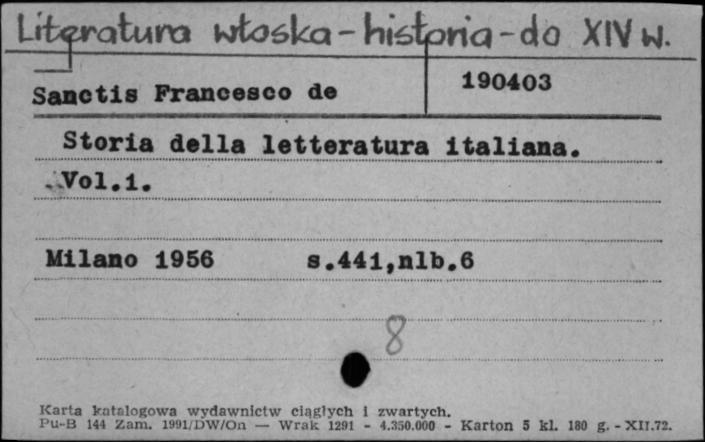 Literatura włoska - historia - do XIV w.
Sanctis Francesco de
190403
Storia della letteratura italiana.
Vol.1.
Milano 1956 s.441,nlb.6
8
Karta katalogowa wydawnictw ciągłych i zwartych.
Pu-B 144 Zam. 1991/DW/On — Wrak 1291 - 4.350.000 - Karton 5 kl. 180 g. - XII.72.